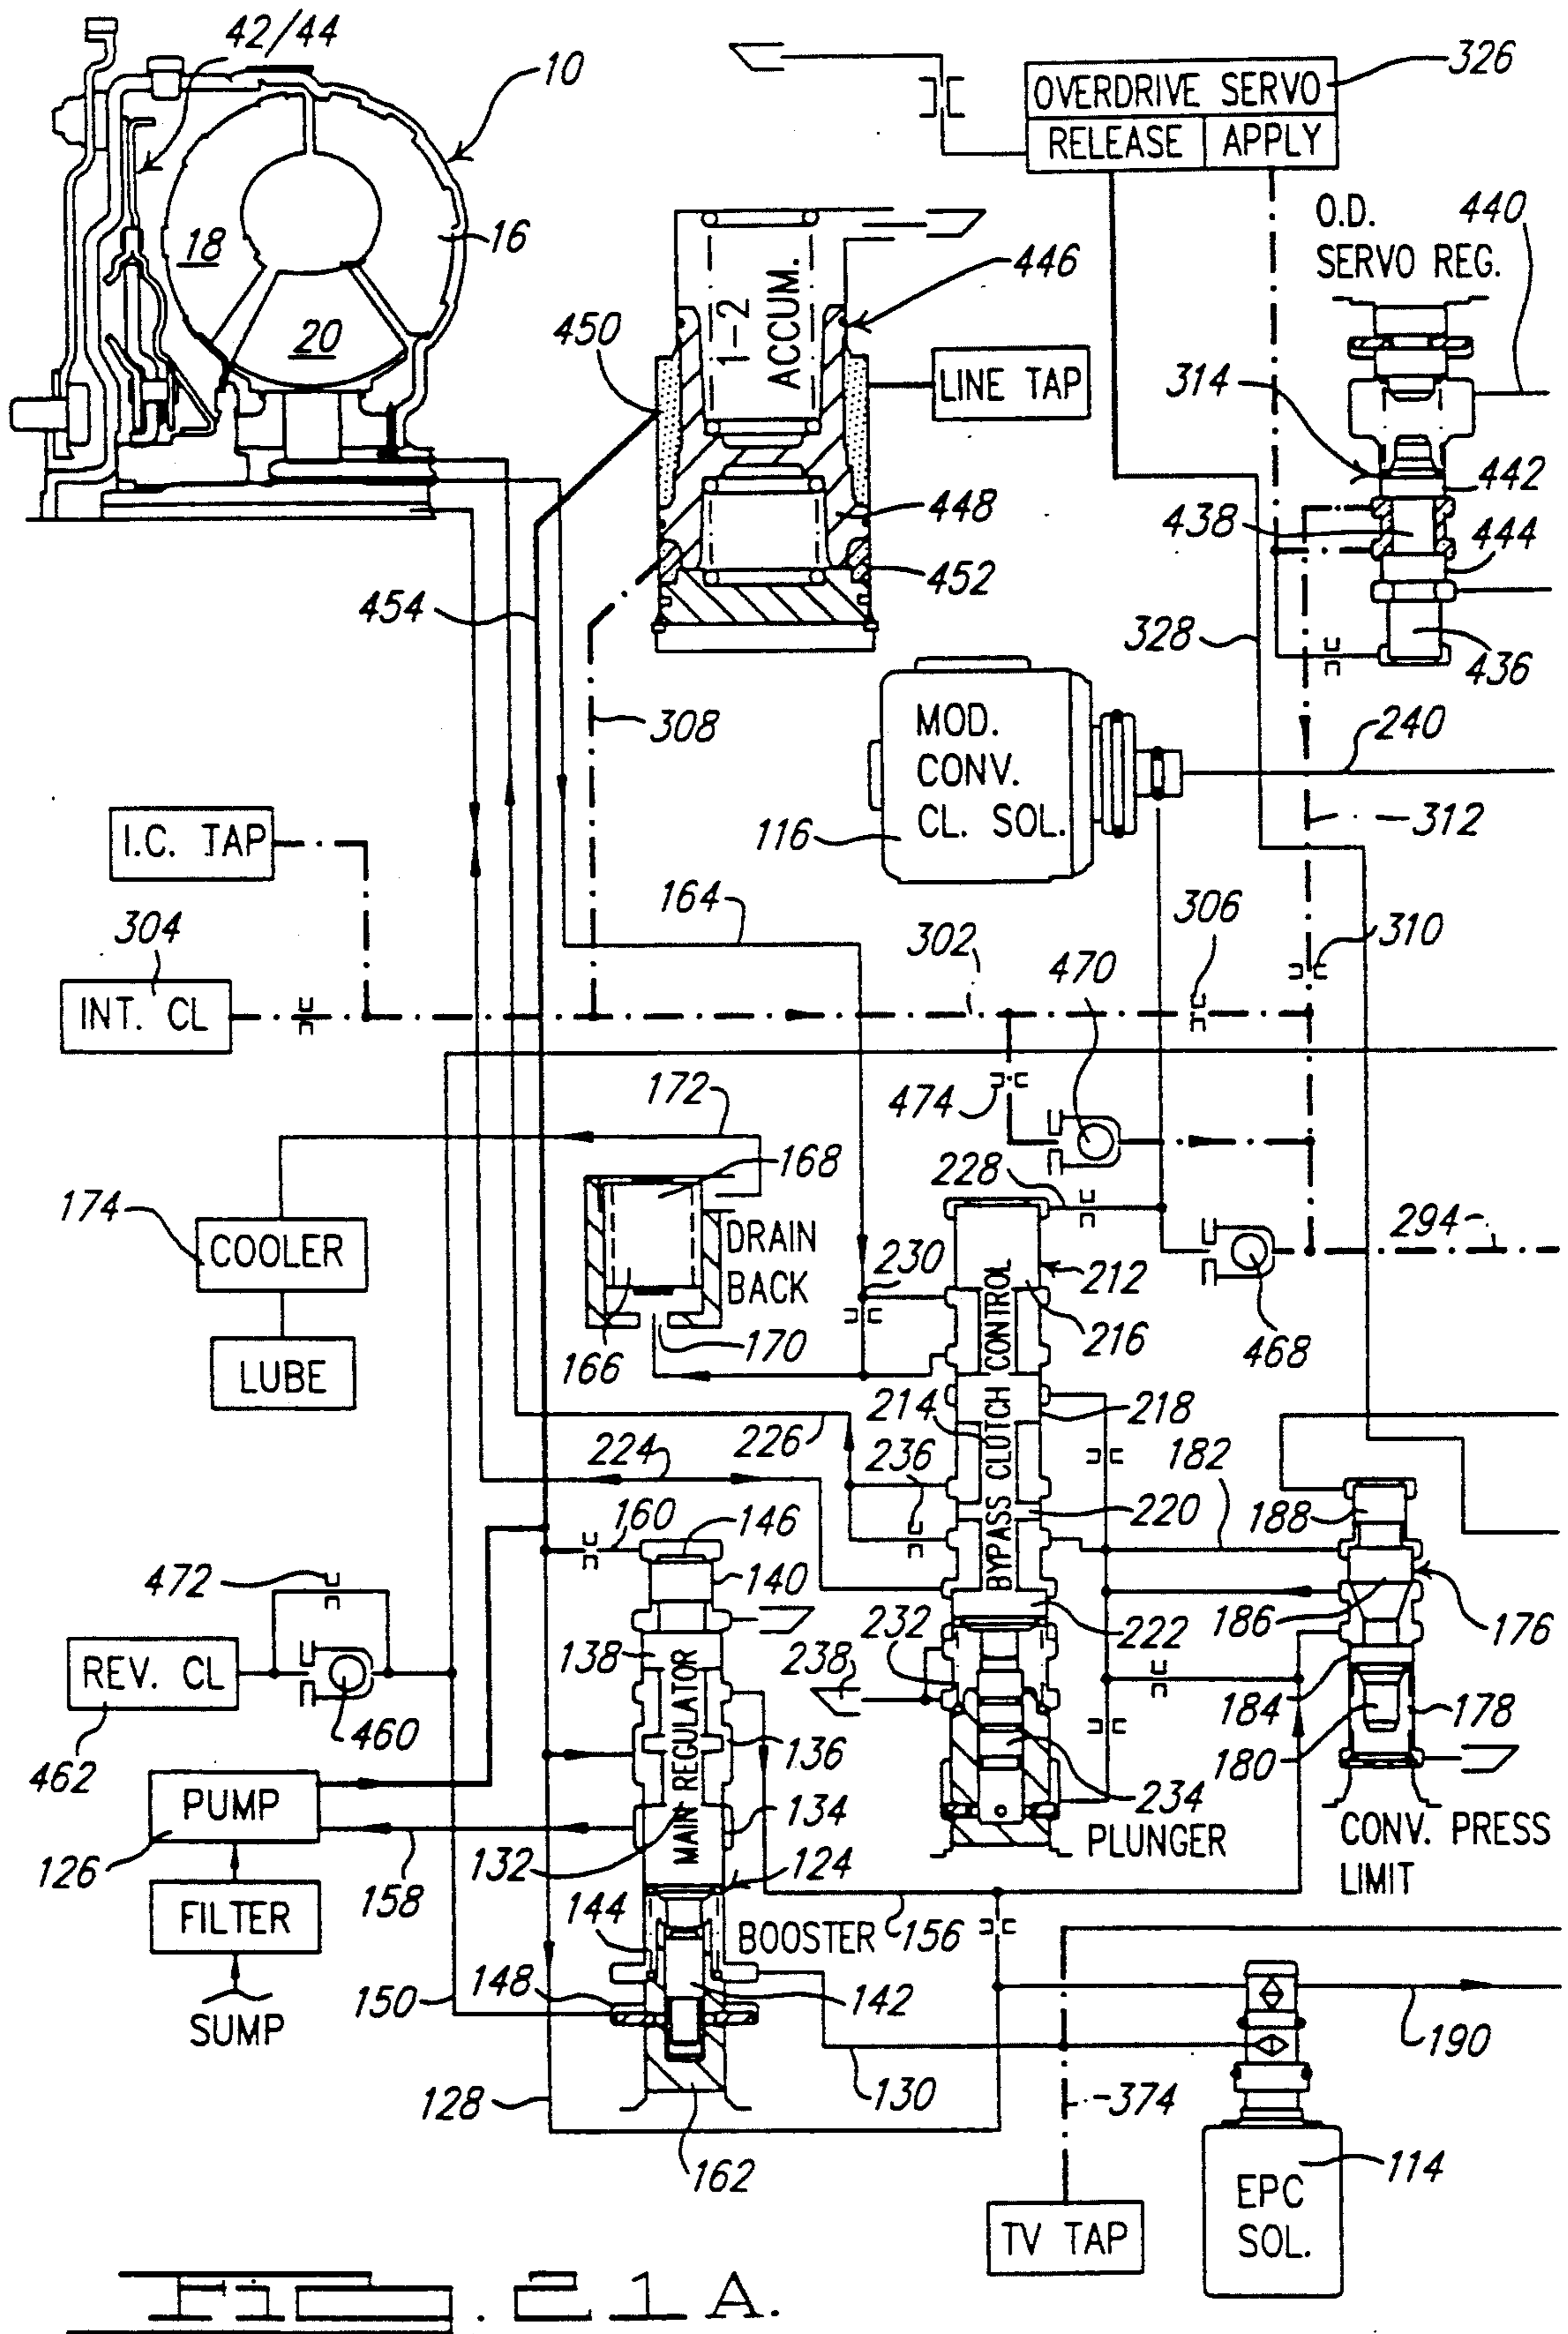 42/44
10
326
OVERDRIVE SERVO
RELEASE APPLY
O.D.
SERVO REG.
440
18
16
20
446
1-2
ACCUM.
450
LINE TAP
314
442
438
444
448
452
454
328
436
308
MOD.
CONV.
CL. SOL.
116
240
312
I.C. TAP
164
306
310
304
302
470
INT. CL
474
172
168
228
174
COOLER
DRAIN
BACK
230
212
294
216
468
LUBE
166
170
BYPASS CLUTCH CONTROL
214
218
226
224
236
182
160
146
220
188
472
140
186
176
222
REV. CL
138
232
238
184
178
460
462
136
180
PUMP
MAIN REGULATOR
234
134
PLUNGER
CONV. PRESS
LIMIT
126
158
132
124
FILTER
144
BOOSTER
156
150
148
142
SUMP
190
128
130
374
162
114
EPC
SOL.
TV TAP
FIG. 21A.